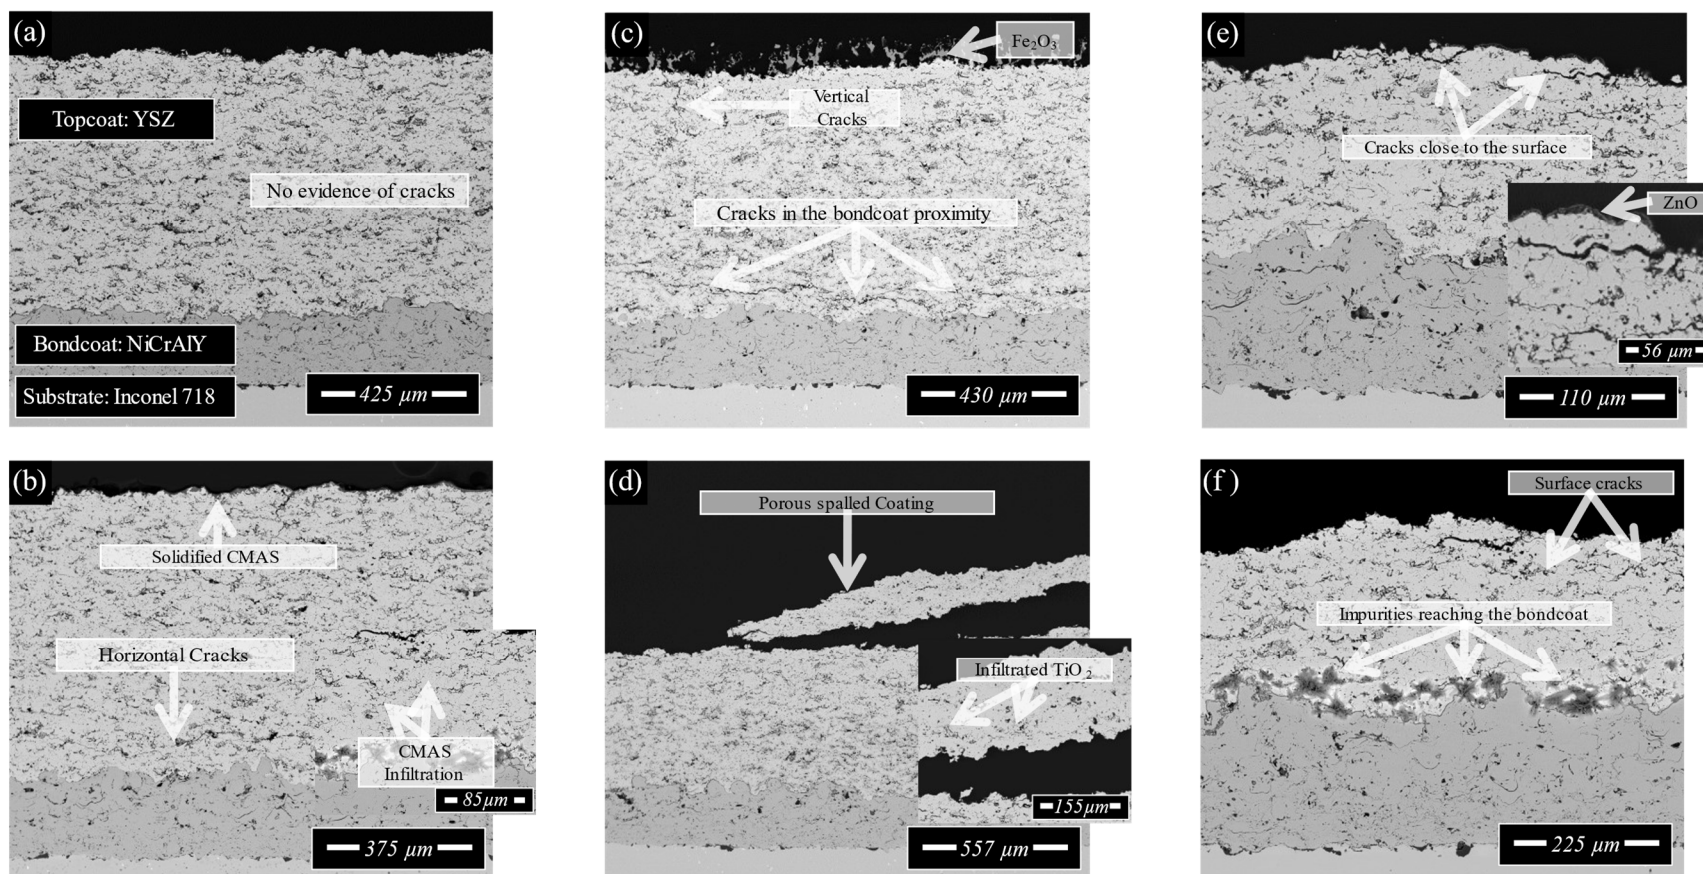 (a)
Topcoat: YSZ
No evidence of cracks
Bondcoat: NiCrAlY
Substrate: Inconel 718
425 µm
(b)
Solidified CMAS
Horizontal Cracks
CMAS
Infiltration
85µm
375 µm
(c)
Fe₂O₃
Vertical
Cracks
Cracks in the bondcoat proximity
430 µm
(d)
Porous spalled Coating
Infiltrated TiO₂
155µm
557 µm
(e)
Cracks close to the surface
ZnO
56 µm
110 µm
(f )
Surface cracks
Impurities reaching the bondcoat
225 µm